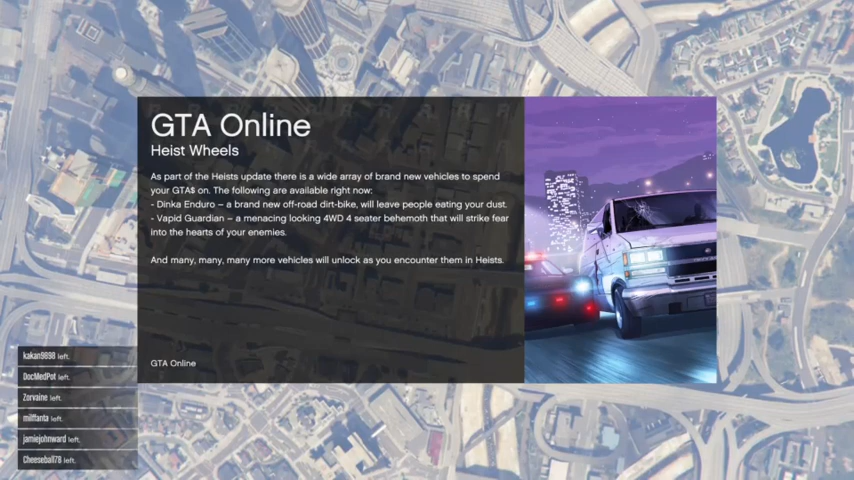 GTA Online
Heist Wheels
As part of the Heists update there is a wide array of brand new vehicles to spend
your GTA$ on. The following are available right now:
- Dinka Enduro – a brand new off-road dirt-bike, will leave people eating your dust.
- Vapid Guardian – a menacing looking 4WD 4 seater behemoth that will strike fear
into the hearts of your enemies.
And many, many, many more vehicles will unlock as you encounter them in Heists.
GTA Online
kakan9898 left.
DocMedPot left.
Zorvaine left.
milffanta left.
jamiejohnward left.
Cheeseball78 left.